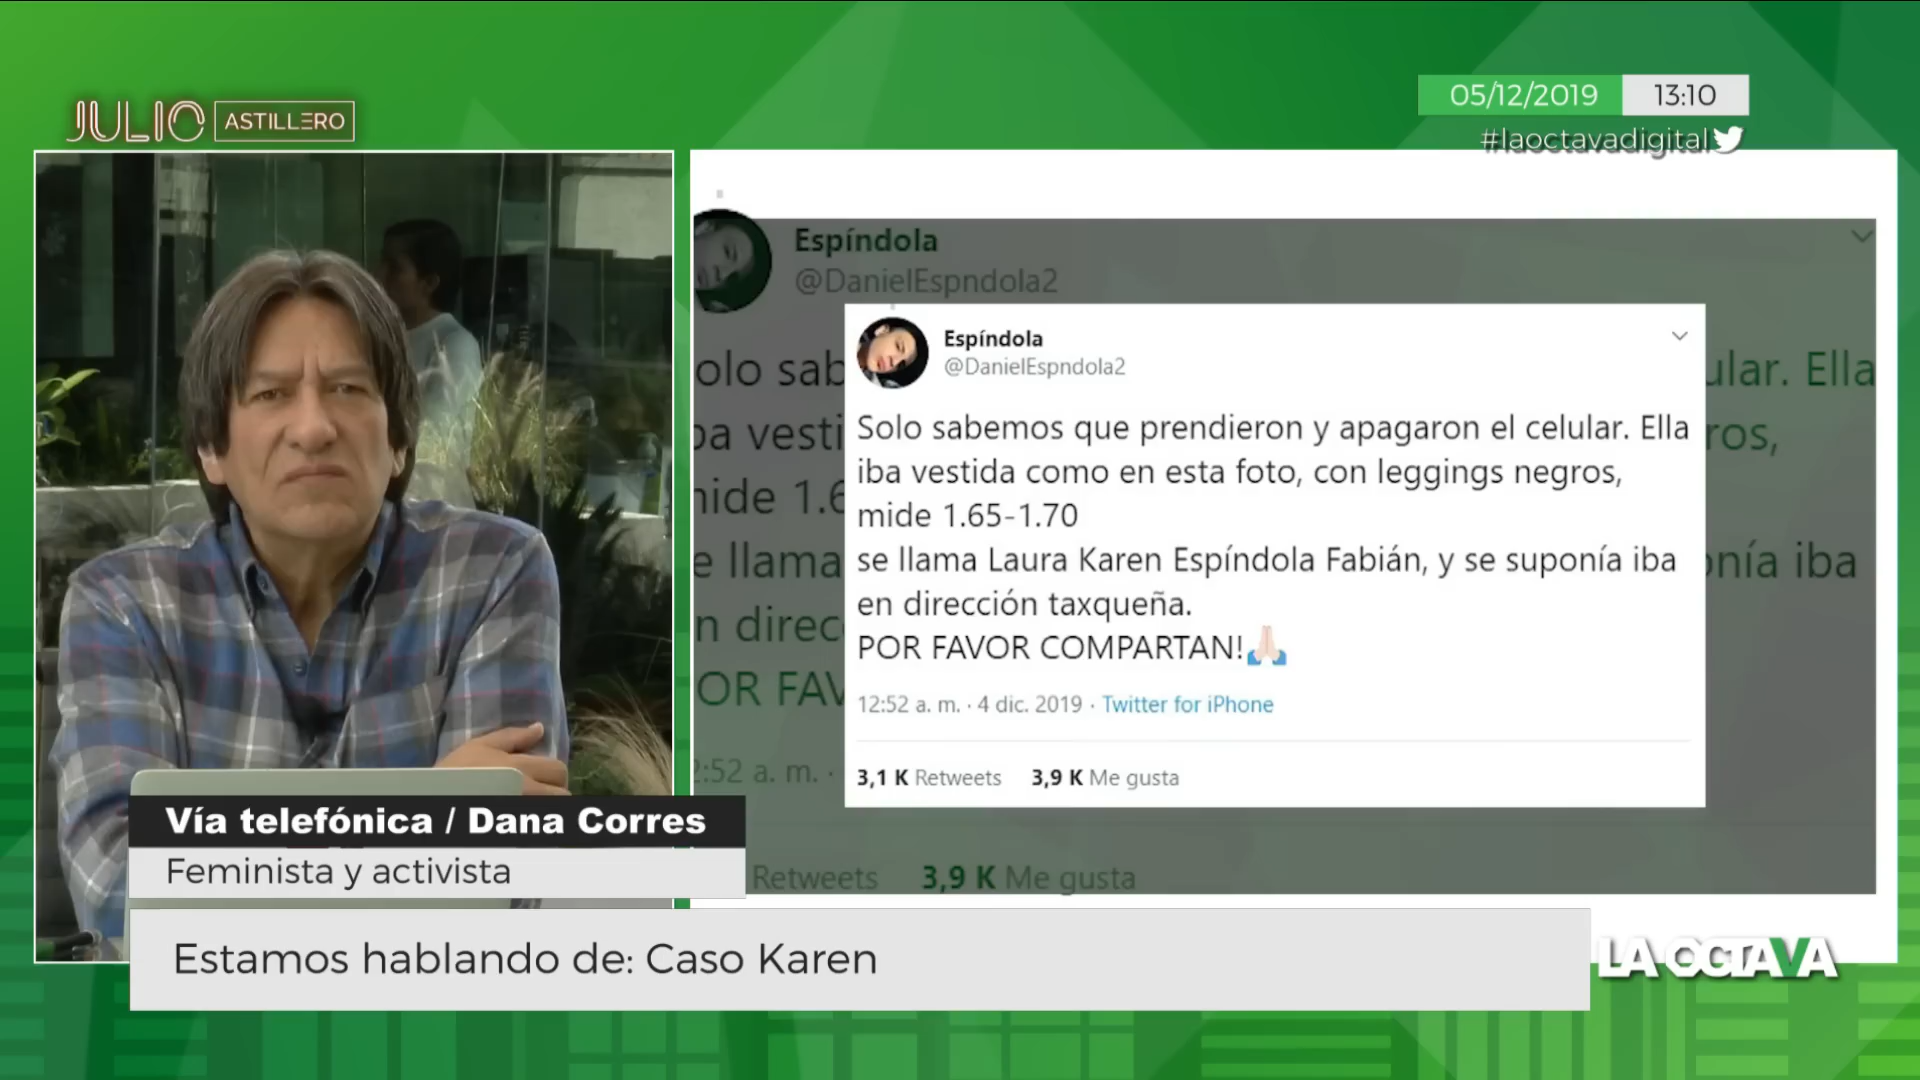 JULIO ASTILLERO
05/12/2019 13:10
#laoctavadigital
Espíndola
@DanielEspndola2
Espíndola
@DanielEspndola2
Solo sabemos que prendieron y apagaron el celular. Ella
iba vestida como en esta foto, con leggings negros,
mide 1.65-1.70
se llama Laura Karen Espíndola Fabián, y se suponía iba
en dirección taxqueña.
POR FAVOR COMPARTAN!🙏🏻
12:52 a. m. · 4 dic. 2019 · Twitter for iPhone
3,1 K Retweets 3,9 K Me gusta
olo sab
ular. Ella
ba vesti
ros,
nide 1.6
e llama
onía iba
n direc
OR FAV
2:52 a. m. ·
Retweets 3,9 K Me gusta
Vía telefónica / Dana Corres
Feminista y activista
Estamos hablando de: Caso Karen
LA OCTAVA